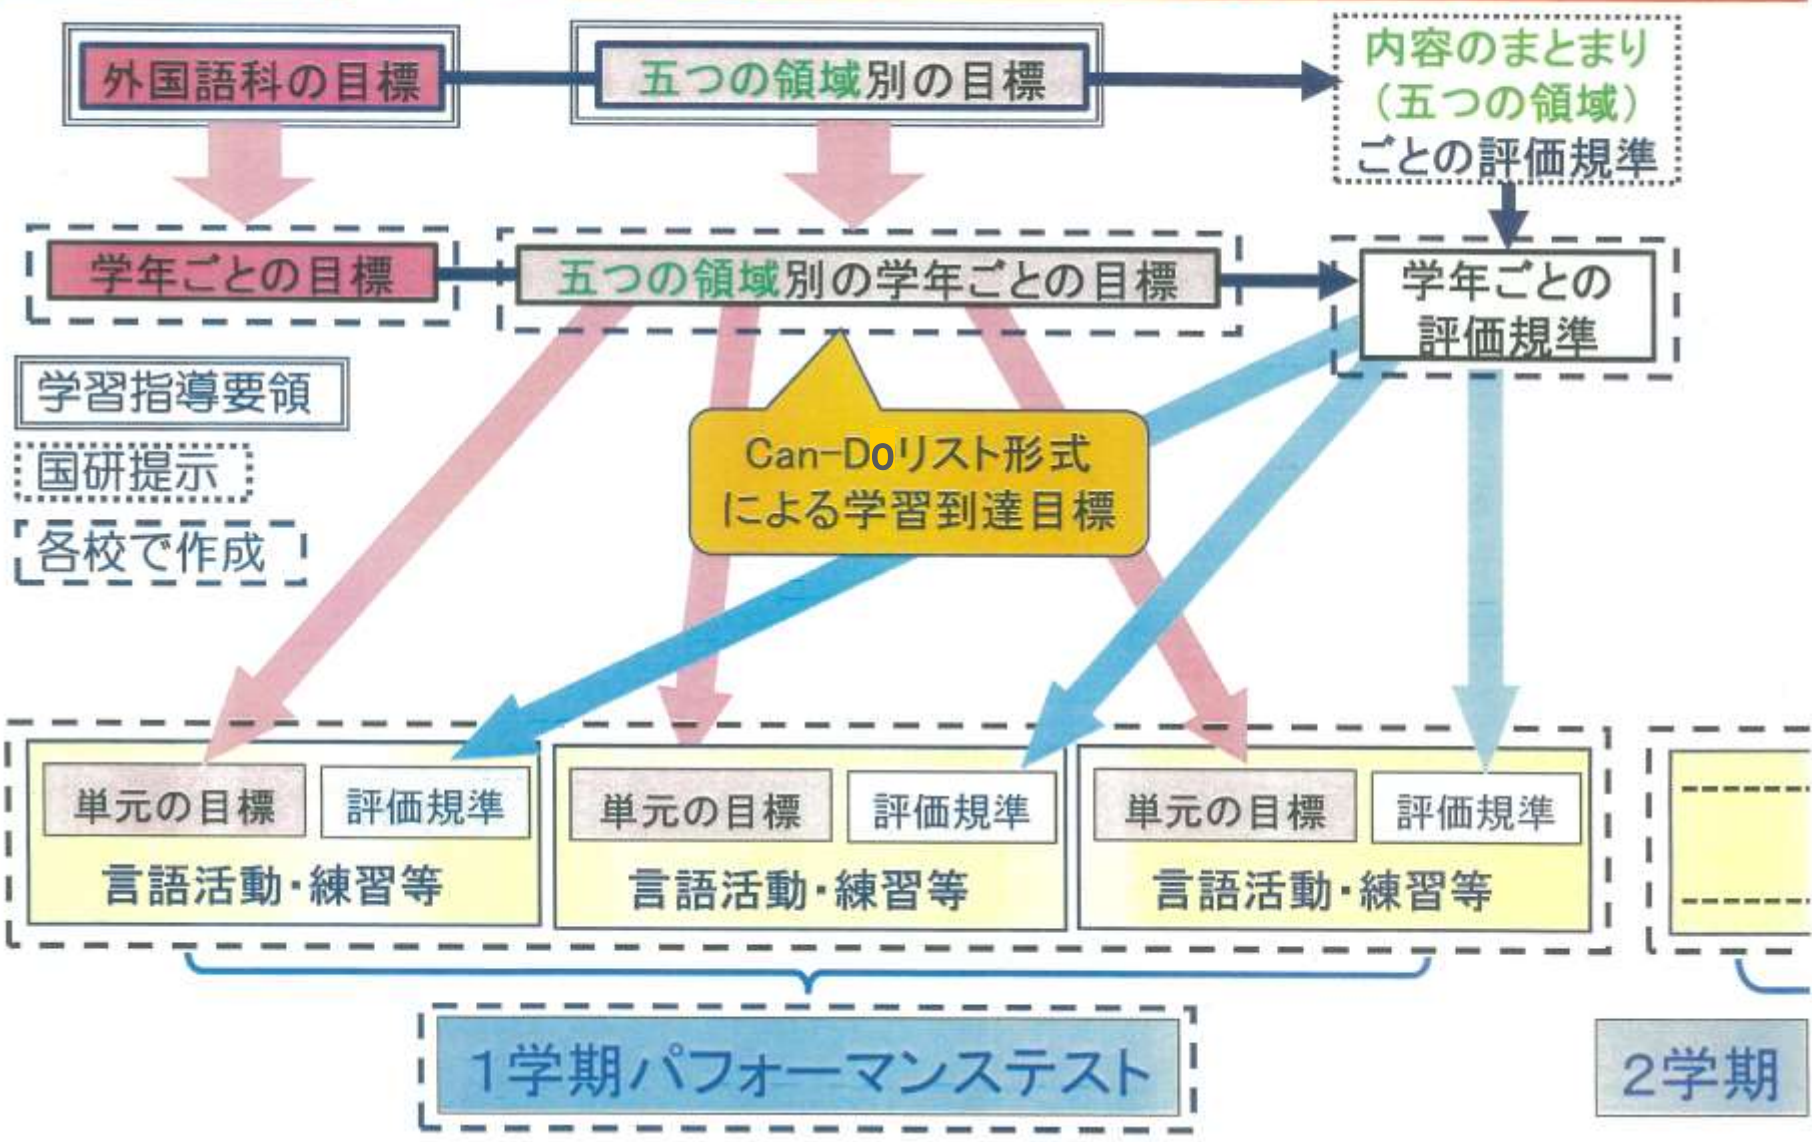 外国語科の目標
五つの領域別の目標
内容のまとまり
(五つの領域)
ごとの評価規準
学年ごとの目標
五つの領域別の学年ごとの目標
学年ごとの
評価規準
学習指導要領
国研提示
各校で作成
Can-Doリスト形式
による学習到達目標
単元の目標
評価規準
言語活動・練習等
単元の目標
評価規準
言語活動・練習等
単元の目標
評価規準
言語活動・練習等
1学期パフォーマンステスト
2学期